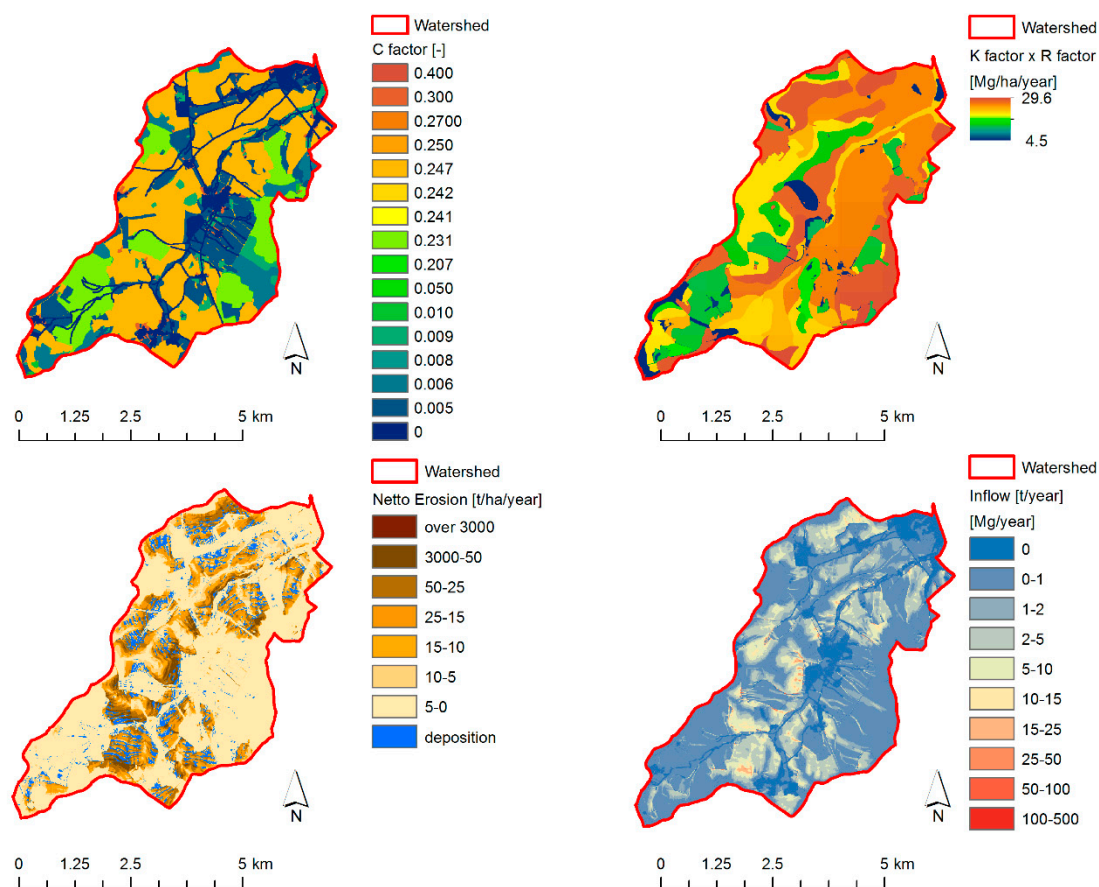 Watershed
C factor [-]
0.400
0.300
0.2700
0.250
0.247
0.242
0.241
0.231
0.207
0.050
0.010
0.009
0.008
0.006
0.005
0
N
0 1.25 2.5 5 km
Watershed
K factor x R factor
[Mg/ha/year]
29.6
4.5
N
0 1.25 2.5 5 km
Watershed
Netto Erosion [t/ha/year]
over 3000
3000-50
50-25
25-15
15-10
10-5
5-0
deposition
N
0 1.25 2.5 5 km
Watershed
Inflow [t/year]
[Mg/year]
0
0-1
1-2
2-5
5-10
10-15
15-25
25-50
50-100
100-500
N
0 1.25 2.5 5 km